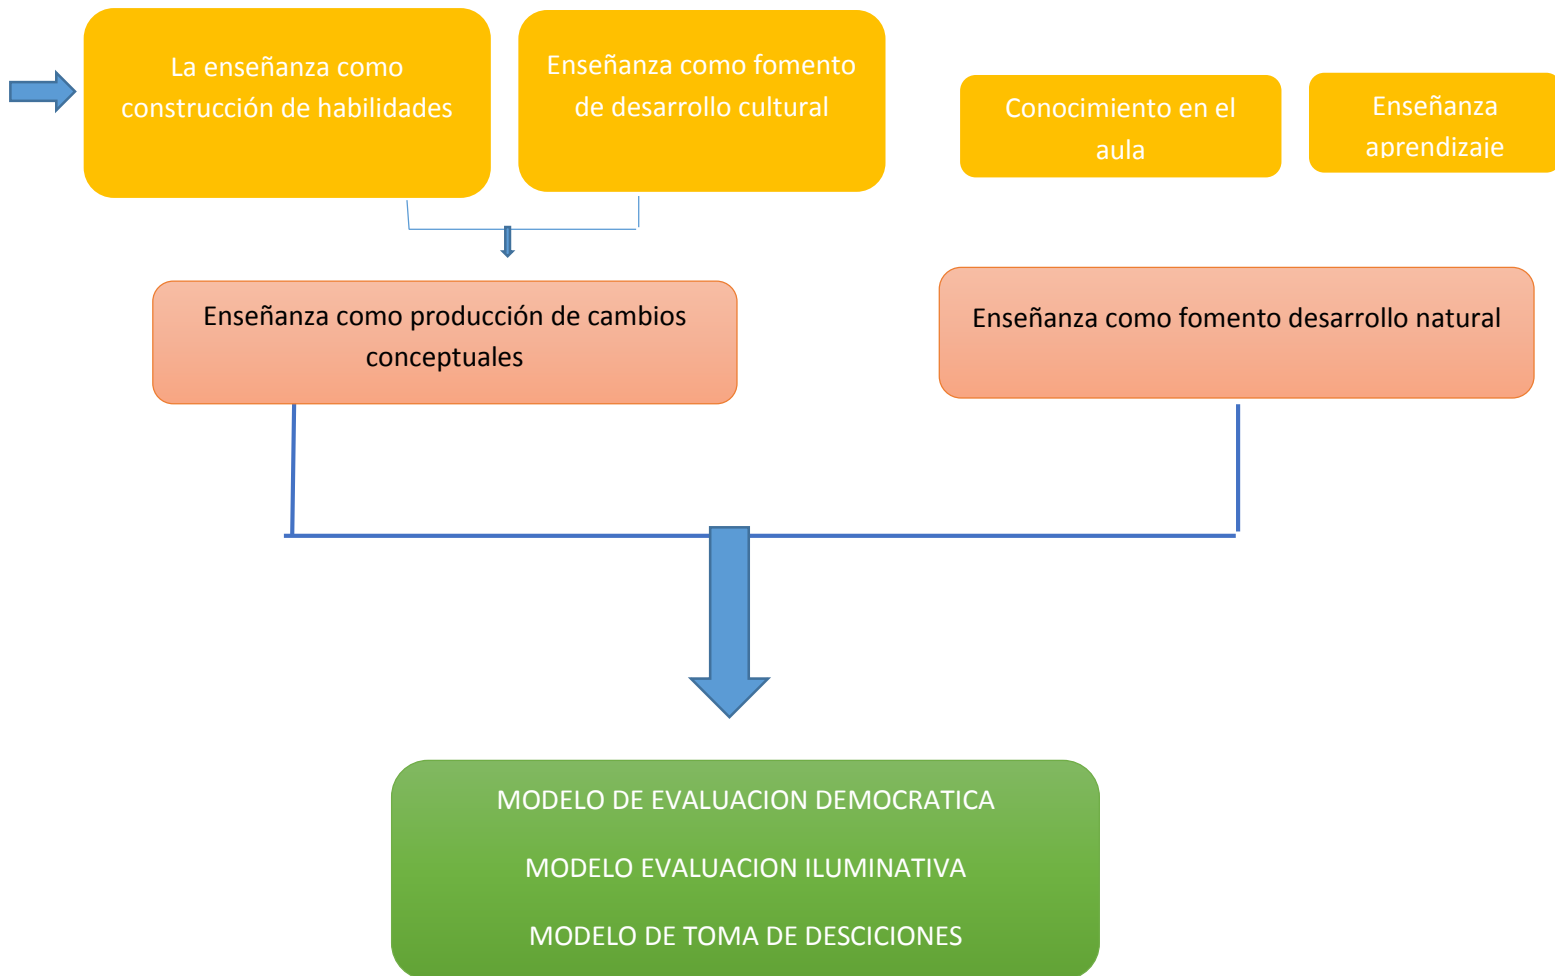 La enseñanza como
construcción de habilidades
Enseñanza como fomento
de desarrollo cultural
Conocimiento en el
aula
Enseñanza
aprendizaje
Enseñanza como producción de cambios
conceptuales
Enseñanza como fomento desarrollo natural
MODELO DE EVALUACION DEMOCRATICA
MODELO EVALUACION ILUMINATIVA
MODELO DE TOMA DE DESCICIONES